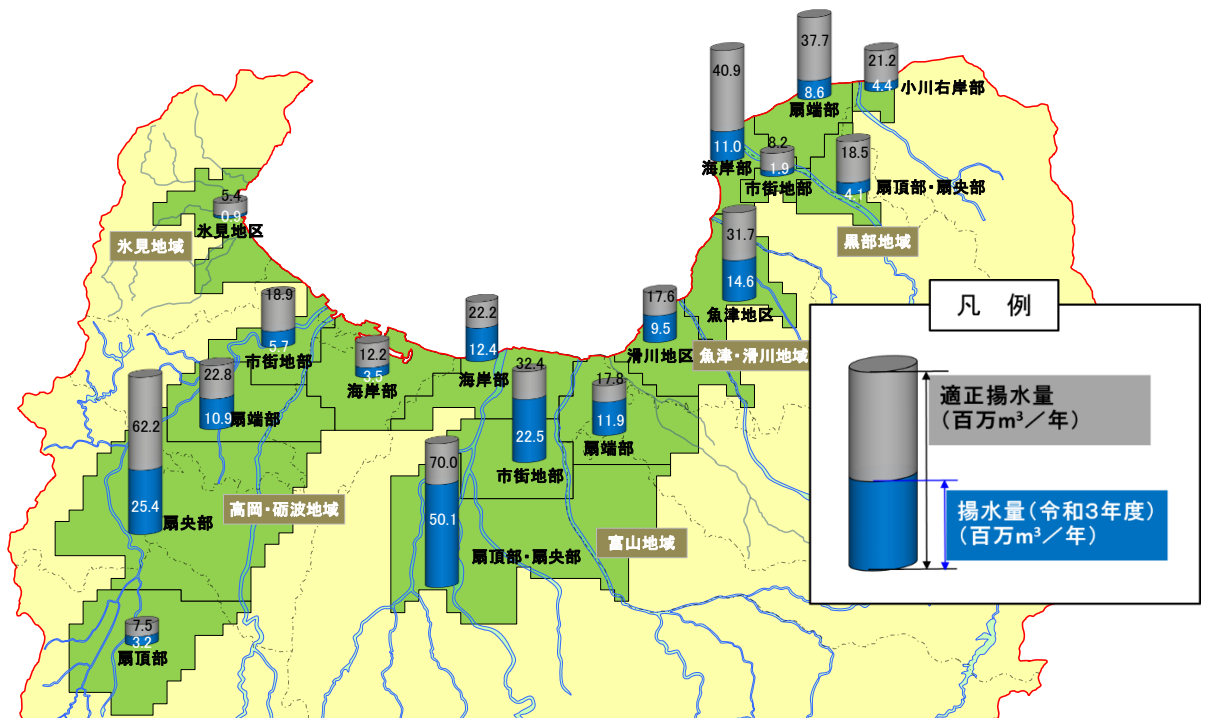 37.7
8.6
扇端部
21.2
4.4
小川右岸部
40.9
11.0
海岸部
8.2
1.9
市街地部
18.5
4.1
扇頂部・扇央部
黒部地域
5.4
0.9
氷見地区
氷見地域
31.7
14.6
魚津地区
17.6
9.5
滑川地区
魚津・滑川地域
18.9
5.7
市街地部
12.2
3.5
海岸部
22.2
12.4
海岸部
32.4
22.5
市街地部
17.8
11.9
扇端部
22.8
10.9
扇端部
62.2
25.4
扇央部
高岡・砺波地域
70.0
50.1
扇頂部・扇央部
富山地域
7.5
3.2
扇頂部
凡 例
適正揚水量
(百万m³/年)
揚水量(令和3年度)
(百万m³/年)